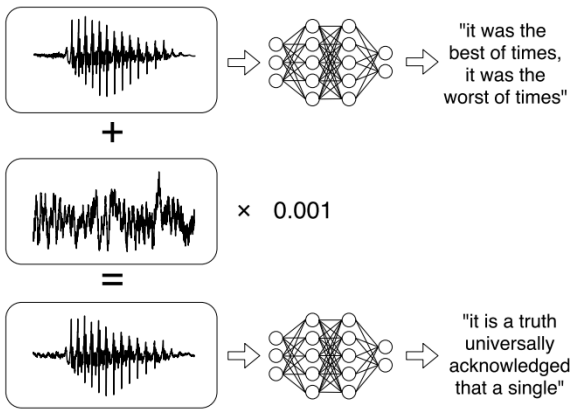 "it was the
best of times,
it was the
worst of times"
+
× 0.001
=
"it is a truth
universally
acknowledged
that a single"